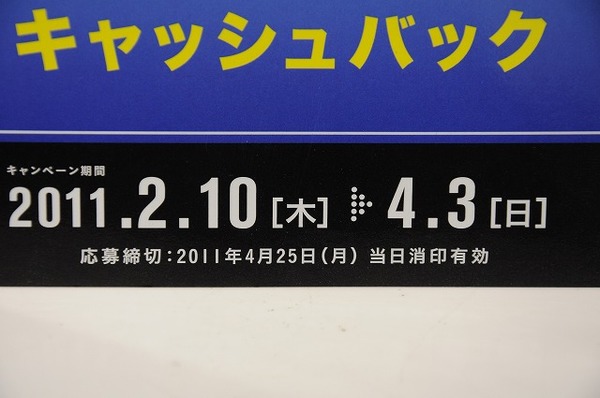 キャッシュバック
キャンペーン期間
2011.2.10[木] 4.3[日]
応募締切:2011年4月25日(月) 当日消印有効